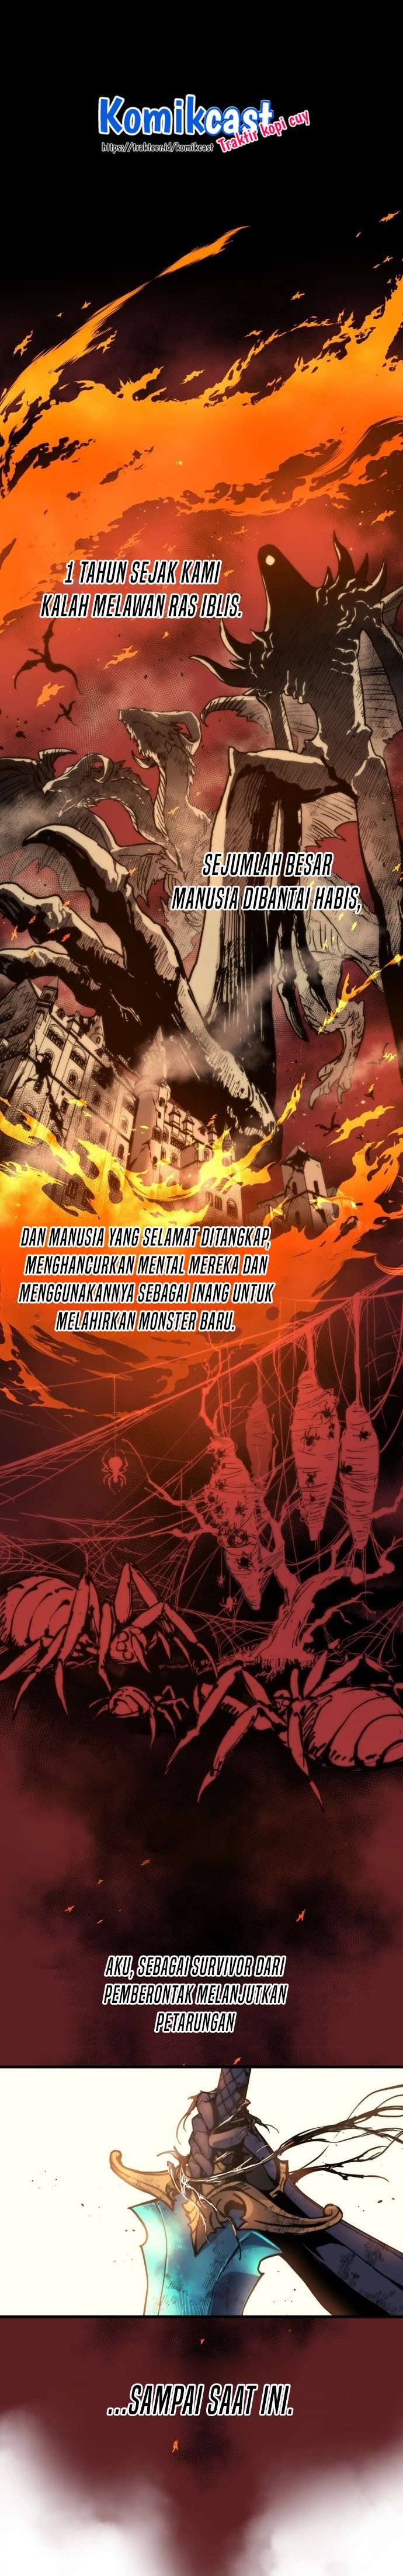 Komikcast
https://trakteer.id/komikcast
Traktir kopi cuy
1 TAHUN SEJAK KAMI
KALAH MELAWAN RAS IBLIS.
SEJUMLAH BESAR
MANUSIA DIBANTAI HABIS,
DAN MANUSIA YANG SELAMAT DITANGKAP,
MENGHANCURKAN MENTAL MEREKA DAN
MENGGUNAKANNYA SEBAGAI INANG UNTUK
MELAHIRKAN MONSTER BARU.
AKU, SEBAGAI SURVIVOR DARI
PEMBERONTAK MELANJUTKAN
PETARUNGAN
...SAMPAI SAAT INI.